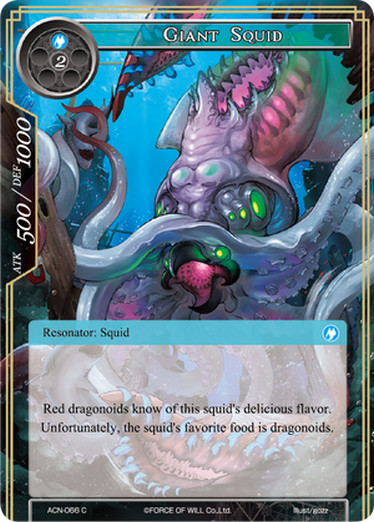 Giant Squid
2
ATK 500 / DEF 1000
Resonator: Squid
Red dragonoids know of this squid's delicious flavor.
Unfortunately, the squid's favorite food is dragonoids.
ACN-066 C ©FORCE OF WILL Co.,Ltd.